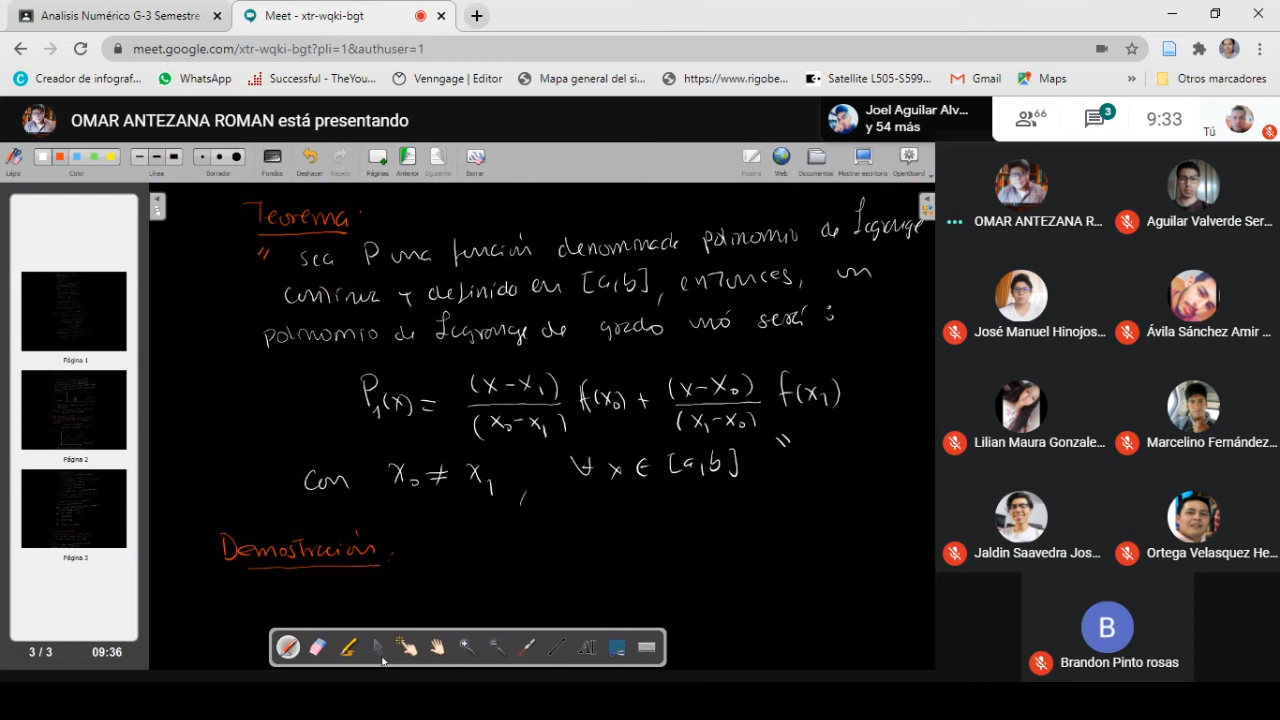 Analisis Numérico G-3 Semestre
Meet - xtr-wqki-bgt
meet.google.com/xtr-wqki-bgt?pli=1&authuser=1
Creador de infograf...
WhatsApp
Successful - TheYou...
Venngage | Editor
Mapa general del si...
https://www.rigobe...
Satellite L505-S599...
Gmail
Maps
»
Otros marcadores
OMAR ANTEZANA ROMAN está presentando
Joel Aguilar Alv...
y 54 más
66
3
9:33
Tú
Lápiz
Color
Línea
Borrador
Fondos
Deshacer
Repetir
Páginas
Anterior
Siguiente
Borrar
Pizarra
Web
Documentos
Mostrar escritorio
OpenBoard
Página 1
Página 2
Página 3
3 / 3 09:36
Teorema:
" sea P una función denominada polinomio de Lagrange
continua y definida en [a,b], entonces, un
polinomio de Lagrange de grado unó será :
P₁(x) = (x-x₁)/(x₀-x₁) f(x₀) + (x-x₀)/(x₁-x₀) f(x₁)
con x₀ ≠ x₁, ∀ x ∈ [a,b] "
Demostración.
OMAR ANTEZANA R...
Aguilar Valverde Ser...
José Manuel Hinojos...
Ávila Sánchez Amir ...
Lilian Maura Gonzale...
Marcelino Fernández...
Jaldin Saavedra Jos...
Ortega Velasquez He...
B
Brandon Pinto rosas